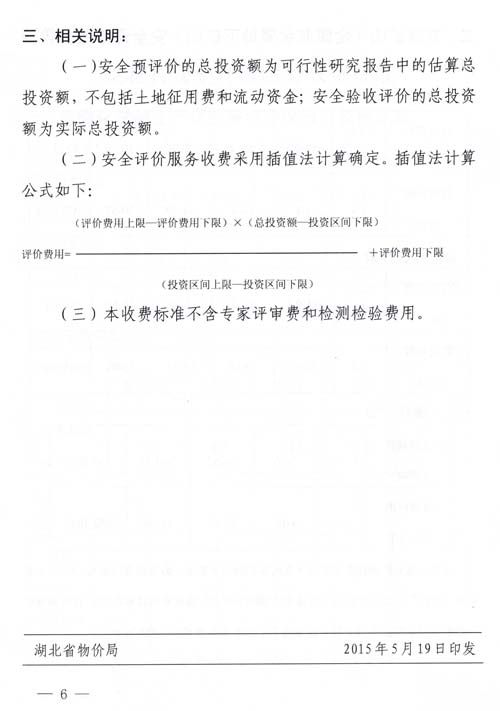 三、相关说明：
（一）安全预评价的总投资额为可行性研究报告中的估算总
投资额，不包括土地征用费和流动资金；安全验收评价的总投资
额为实际总投资额。
（二）安全评价服务收费采用插值法计算确定。插值法计算
公式如下：
（评价费用上限—评价费用下限）×（总投资额—投资区间下限）
评价费用= ———————————— +评价费用下限
（投资区间上限—投资区间下限）
（三）本收费标准不含专家评审费和检测检验费用。
湖北省物价局 2015年5月19日印发
— 6 —